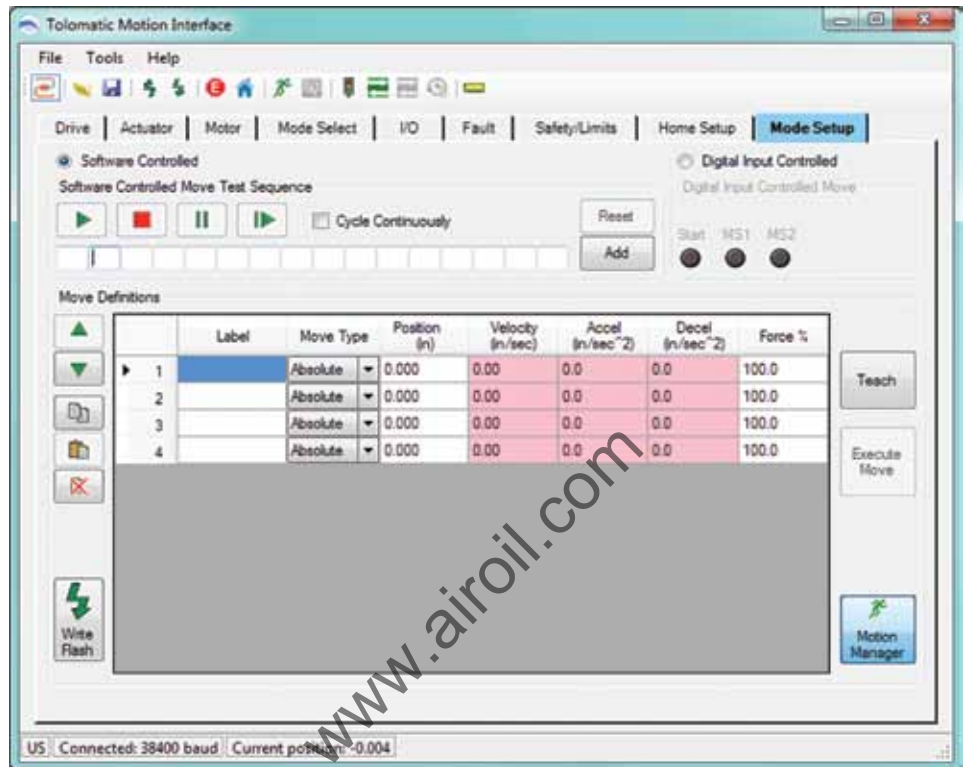 Tolomatic Motion Interface
File Tools Help
Drive Actuator Motor Mode Select I/O Fault Safety/Limits Home Setup Mode Setup
Software Controlled
Digital Input Controlled
Software Controlled Move Test Sequence
Digital Input Controlled Move
Cycle Continuously
Reset
Add
Start MS1 MS2
Move Definitions
Label Move Type Position (in) Velocity (in/sec) Accel (in/sec^2) Decel (in/sec^2) Force %
1 Absolute 0.000 0.00 0.0 0.0 100.0
2 Absolute 0.000 0.00 0.0 0.0 100.0
3 Absolute 0.000 0.00 0.0 0.0 100.0
4 Absolute 0.000 0.00 0.0 0.0 100.0
Teach
Execute Move
Write Flash
Motion Manager
US Connected: 38400 baud Current position: -0.004
www.airoil.com